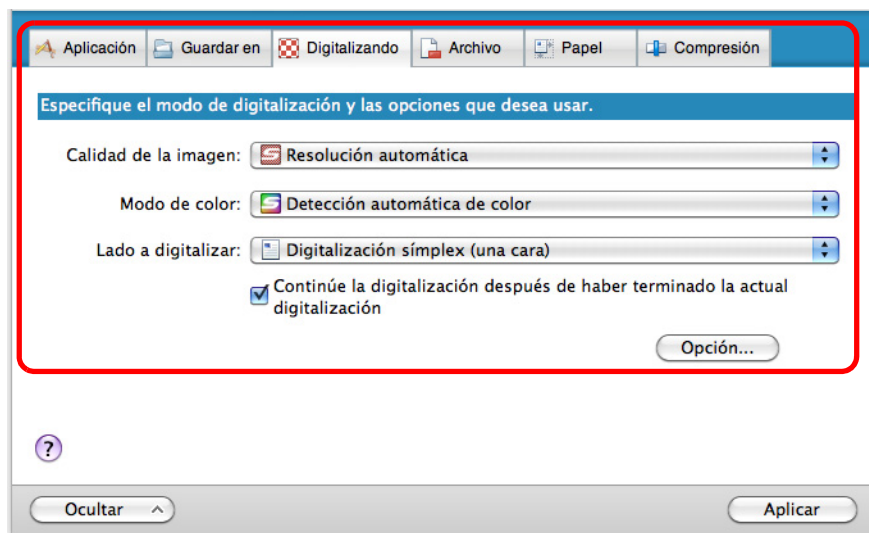 Aplicación Guardar en Digitalizando Archivo Papel Compresión
Especifique el modo de digitalización y las opciones que desea usar.
Calidad de la imagen: Resolución automática
Modo de color: Detección automática de color
Lado a digitalizar: Digitalización símplex (una cara)
Continúe la digitalización después de haber terminado la actual
digitalización
Opción...
?
Ocultar Aplicar